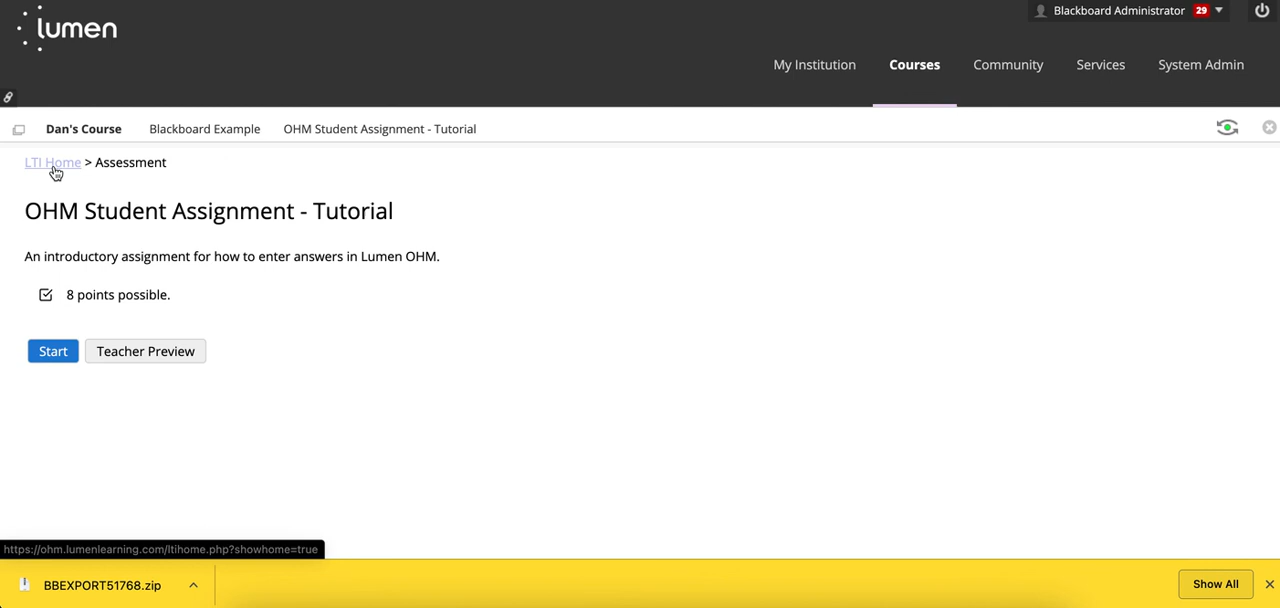 lumen
Blackboard Administrator 29
My Institution Courses Community Services System Admin
Dan's Course Blackboard Example OHM Student Assignment - Tutorial
LTI Home > Assessment
OHM Student Assignment - Tutorial
An introductory assignment for how to enter answers in Lumen OHM.
8 points possible.
Start Teacher Preview
https://ohm.lumenlearning.com/ltihome.php?showhome=true
BBEXPORT51768.zip Show All